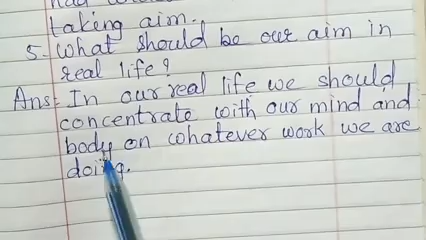 taking aim.
5. What should be our aim in
real life?
Ans:- In our real life we should
concentrate with our mind and
body on whatever work we are
doing.